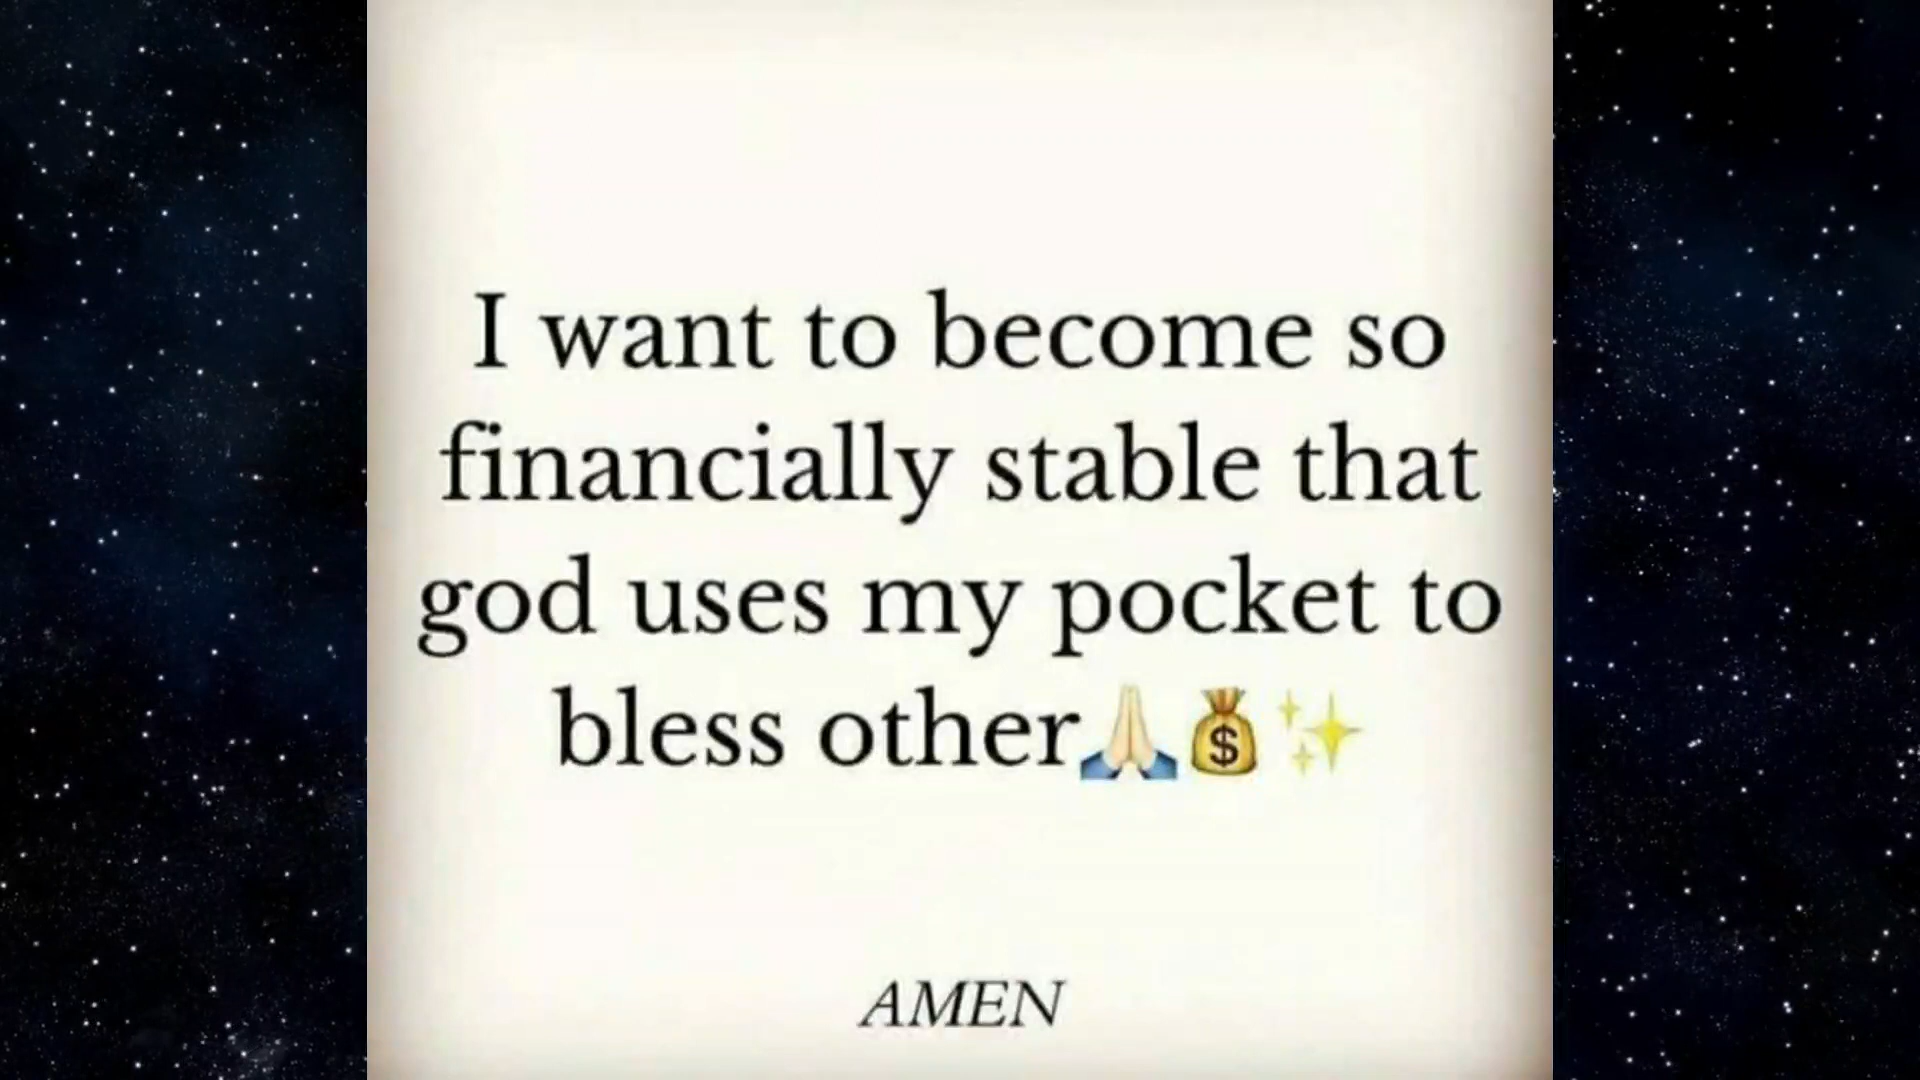 I want to become so
financially stable that
god uses my pocket to
bless other🙏🏻💰✨
AMEN